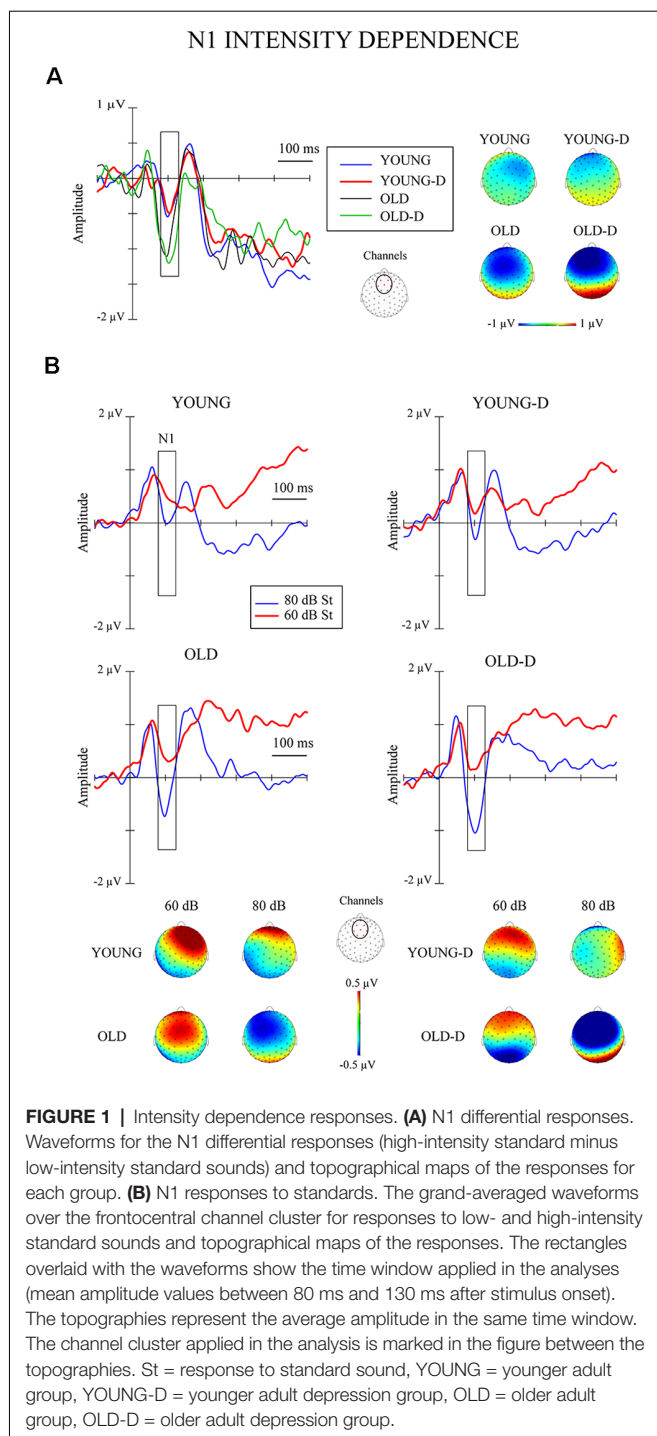 N1 INTENSITY DEPENDENCE
A
1 µV
100 ms
Amplitude
-2 µV
YOUNG
YOUNG-D
OLD
OLD-D
Channels
YOUNG
YOUNG-D
OLD
OLD-D
-1 µV
1 µV
B
YOUNG
2 µV
N1
100 ms
Amplitude
-2 µV
80 dB St
60 dB St
YOUNG-D
2 µV
Amplitude
-2 µV
OLD
2 µV
100 ms
Amplitude
-2 µV
OLD-D
2 µV
Amplitude
-2 µV
60 dB
80 dB
YOUNG
OLD
Channels
0.5 µV
-0.5 µV
60 dB
80 dB
YOUNG-D
OLD-D
FIGURE 1 | Intensity dependence responses. (A) N1 differential responses.
Waveforms for the N1 differential responses (high-intensity standard minus
low-intensity standard sounds) and topographical maps of the responses for
each group. (B) N1 responses to standards. The grand-averaged waveforms
over the frontocentral channel cluster for responses to low- and high-intensity
standard sounds and topographical maps of the responses. The rectangles
overlaid with the waveforms show the time window applied in the analyses
(mean amplitude values between 80 ms and 130 ms after stimulus onset).
The topographies represent the average amplitude in the same time window.
The channel cluster applied in the analysis is marked in the figure between the
topographies. St = response to standard sound, YOUNG = younger adult
group, YOUNG-D = younger adult depression group, OLD = older adult
group, OLD-D = older adult depression group.